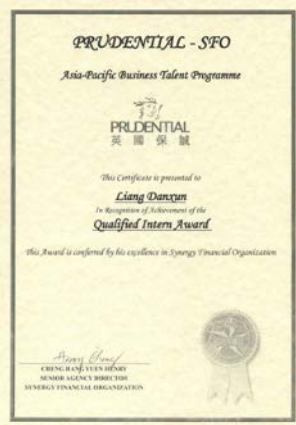 PRUDENTIAL - SFO
Asia-Pacific Business Talent Programme
PRUDENTIAL
英國保誠
This Certificate is presented to
Liang Danxun
In Recognition of Achievement of the
Qualified Intern Award
This Award is conferred by his excellence in Synergy Financial Organization
CHENG HANG YUEN HENRY
SENIOR AGENCY DIRECTOR
SYNERGY FINANCIAL ORGANIZATION